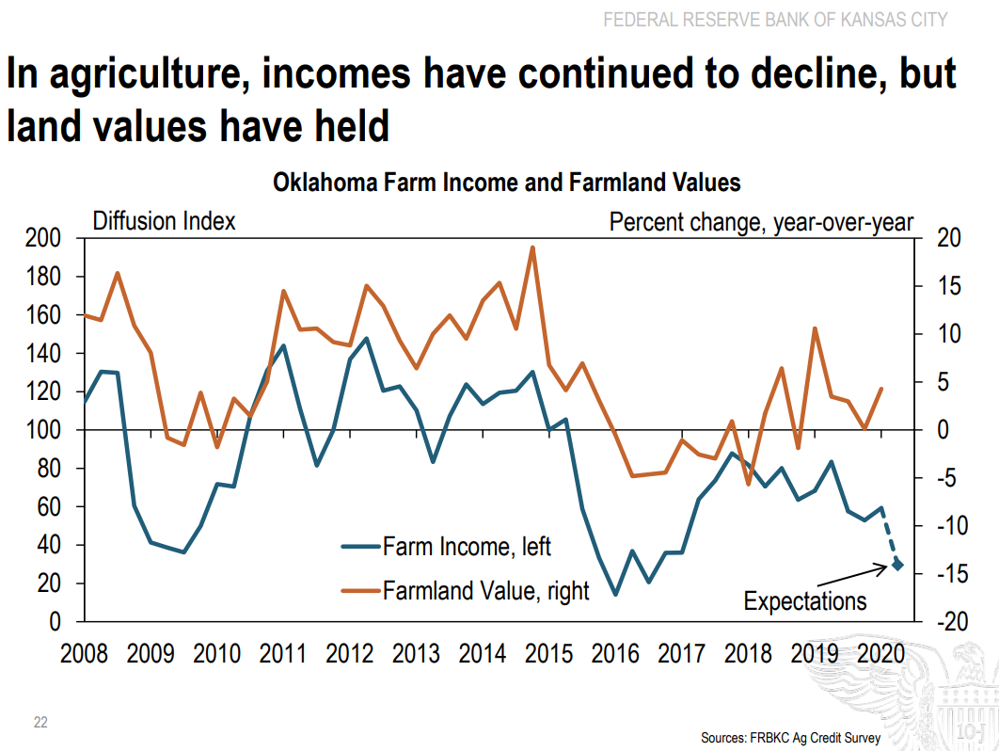 FEDERAL RESERVE BANK OF KANSAS CITY
In agriculture, incomes have continued to decline, but
land values have held
Oklahoma Farm Income and Farmland Values
Diffusion Index
Percent change, year-over-year
200
180
160
140
120
100
80
60
40
20
0
20
15
10
5
0
-5
-10
-15
-20
Farm Income, left
Farmland Value, right
Expectations
2008 2009 2010 2011 2012 2013 2014 2015 2016 2017 2018 2019 2020
22
Sources: FRBKC Ag Credit Survey
10-J